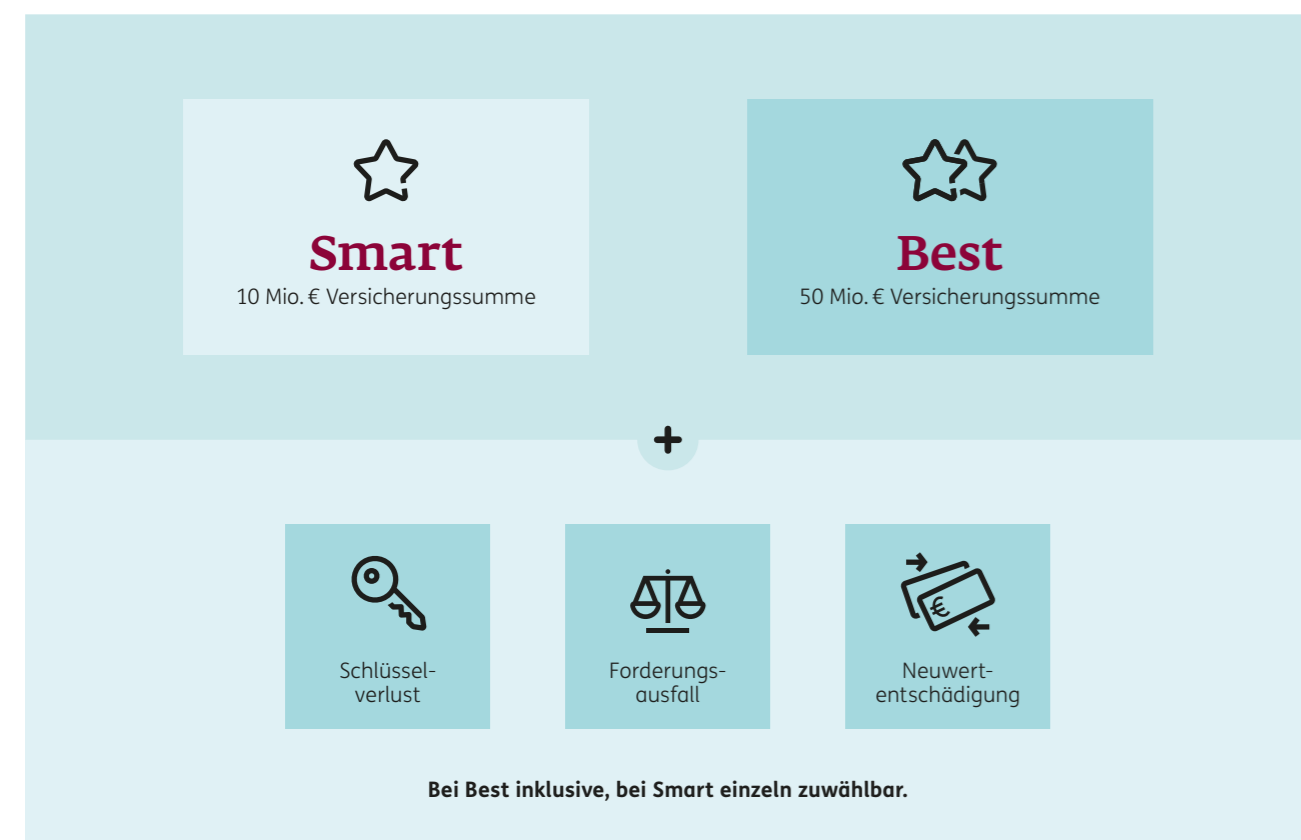 Smart
10 Mio. € Versicherungssumme
Best
50 Mio. € Versicherungssumme
+
Schlüssel-
verlust
Forderungs-
ausfall
€
Neuwert-
entschädigung
Bei Best inklusive, bei Smart einzeln zuwählbar.